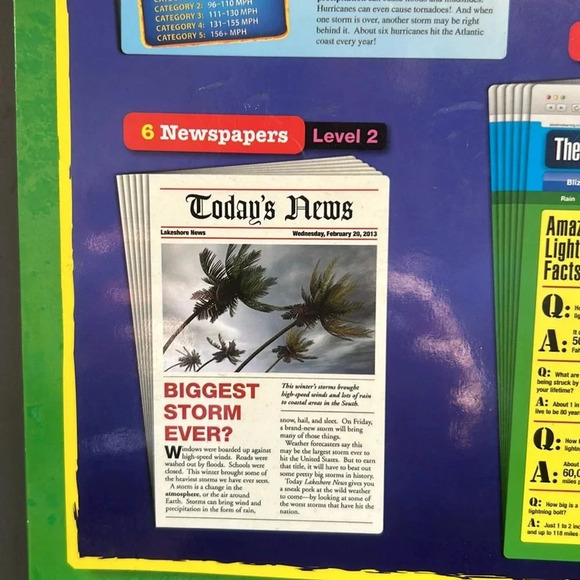 CATEGORY 2: 96–110 MPH
CATEGORY 3: 111–130 MPH
CATEGORY 4: 131–155 MPH
CATEGORY 5: 156+ MPH
Hurricanes can even cause tornadoes! And when
one storm is over, another storm may be right
behind it. About six hurricanes hit the Atlantic
coast every year!
6 Newspapers Level 2
Today's News
Lakeshore News Wednesday, February 20, 2013
BIGGEST
STORM
EVER?
Windows were boarded up against
high-speed winds. Roads were
washed out by floods. Schools were
closed. This winter brought some of
the heaviest storms we have ever seen.
A storm is a change in the
atmosphere, or the air around
Earth. Storms can bring wind and
precipitation in the form of rain,
This winter's storms brought
high-speed winds and lots of rain
to coastal areas in the South.
snow, hail, and sleet. On Friday,
a brand-new storm will bring
many of those things.
Weather forecasters say this
may be the largest storm ever to
hit the United States. But to earn
that title, it will have to beat out
some pretty big storms in history.
Today Lakeshore News gives you
a sneak peek at the wild weather
to come—by looking at some of
the worst storms that have hit the
nation.
The
Rain
Facts
Q:
A:
Q: What are
being struck by
your lifetime?
A: About 1 in
live to be 80 year
Q: How
A: About
60,0
miles
Q: How big is a
lightning bolt?
A: Just 1 to 2 inc
and up to 118 miles